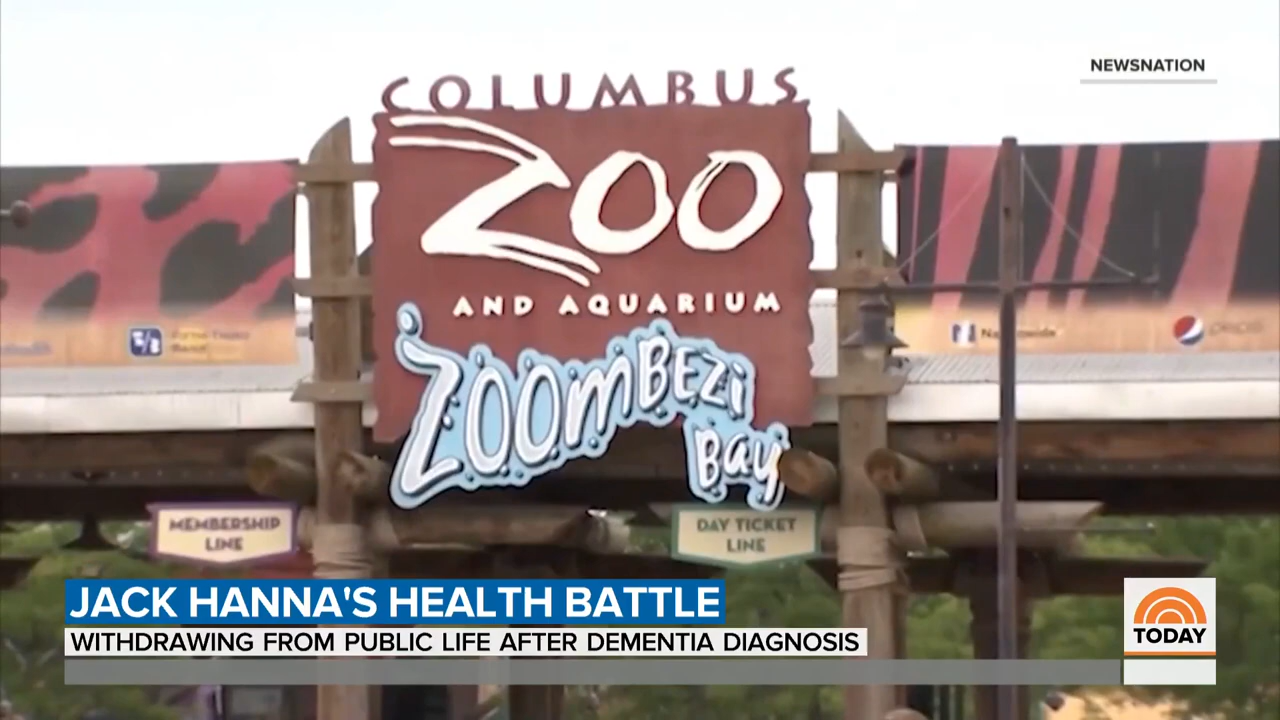 NEWSNATION
COLUMBUS
ZOO
AND AQUARIUM
ZOOMBEZI
BAY
Nationwide
MEMBERSHIP
LINE
DAY TICKET
LINE
JACK HANNA'S HEALTH BATTLE
WITHDRAWING FROM PUBLIC LIFE AFTER DEMENTIA DIAGNOSIS
TODAY